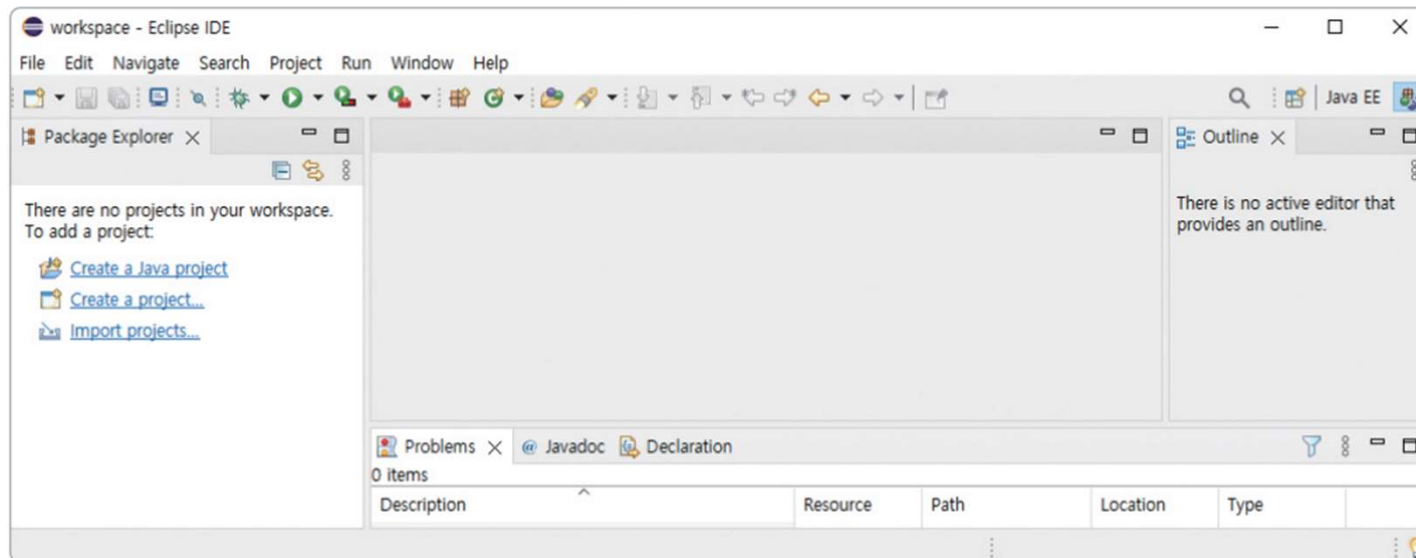 workspace - Eclipse IDE
File Edit Navigate Search Project Run Window Help
Java EE
Package Explorer
Outline
There are no projects in your workspace.
To add a project:
Create a Java project
Create a project...
Import projects...
There is no active editor that
provides an outline.
Problems @ Javadoc Declaration
0 items
Description Resource Path Location Type